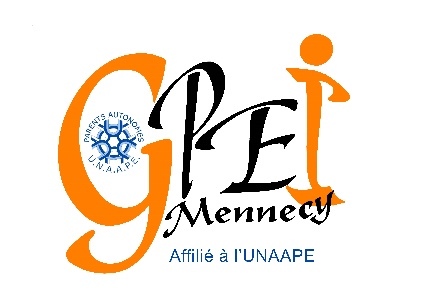 GPEI
PARENTS AUTONOMES
U.N.A.A.P.E.
Mennecy
Affilié à l'UNAAPE